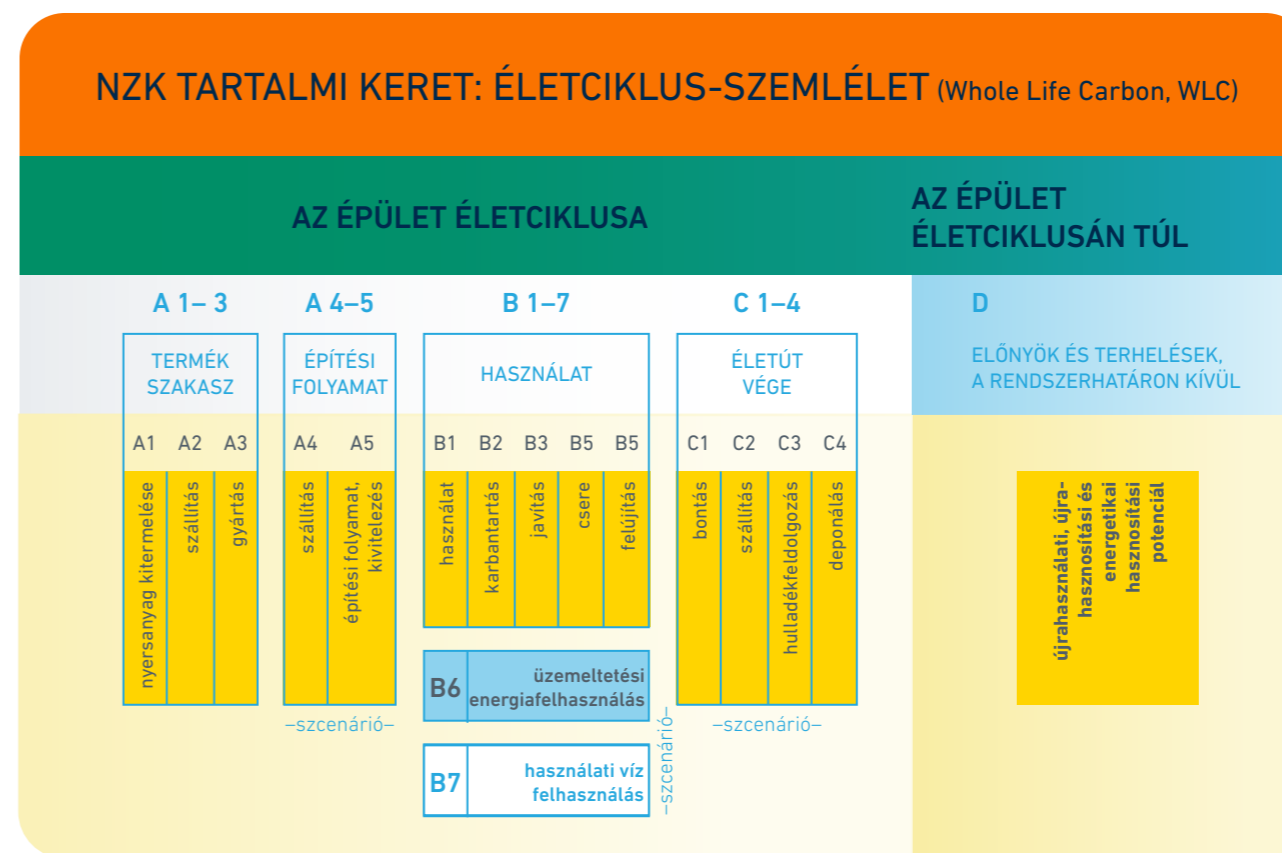 NZK TARTALMI KERET: ÉLETCIKLUS-SZEMLÉLET (Whole Life Carbon, WLC)
AZ ÉPÜLET ÉLETCIKLUSA
AZ ÉPÜLET
ÉLETCIKLUSÁN TÚL
A 1– 3
A 4–5
B 1–7
C 1–4
D
TERMÉK
SZAKASZ
ÉPÍTÉSI
FOLYAMAT
HASZNÁLAT
ÉLETÚT
VÉGE
ELŐNYÖK ÉS TERHELÉSEK,
A RENDSZERHATÁRON KÍVÜL
A1 A2 A3
A4 A5
B1 B2 B3 B5 B5
C1 C2 C3 C4
nyersanyag kitermelése
szállítás
gyártás
szállítás
építési folyamat,
kivitelezés
használat
karbantartás
javítás
csere
felújítás
bontás
szállítás
hulladékfeldolgozás
deponálás
újrahasználati, újra-
hasznosítási és
energetikai
hasznosítási
potenciál
B6
üzemeltetési
energiafelhasználás
B7
használati víz
felhasználás
–szcenárió–
–szcenárió–
–szcenárió–